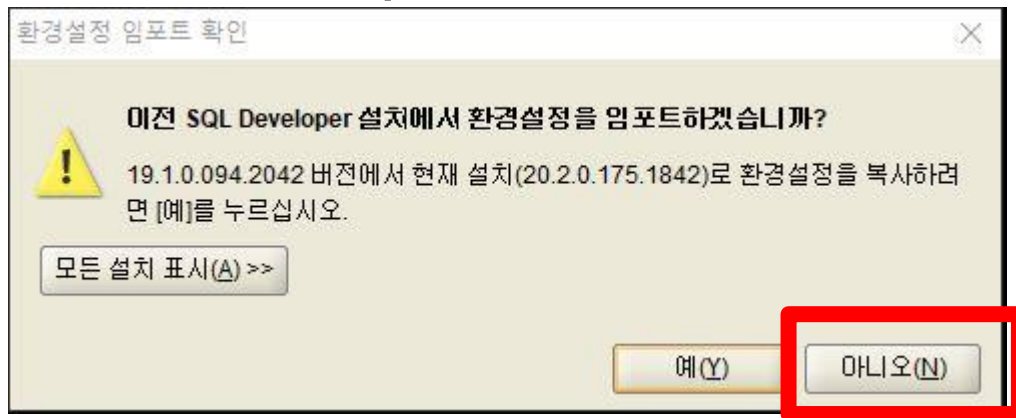 환경설정 임포트 확인
이전 SQL Developer 설치에서 환경설정을 임포트하겠습니까?
19.1.0.094.2042 버전에서 현재 설치(20.2.0.175.1842)로 환경설정을 복사하려
면 [예]를 누르십시오.
모든 설치 표시(A) >>
예(Y) 아니오(N)